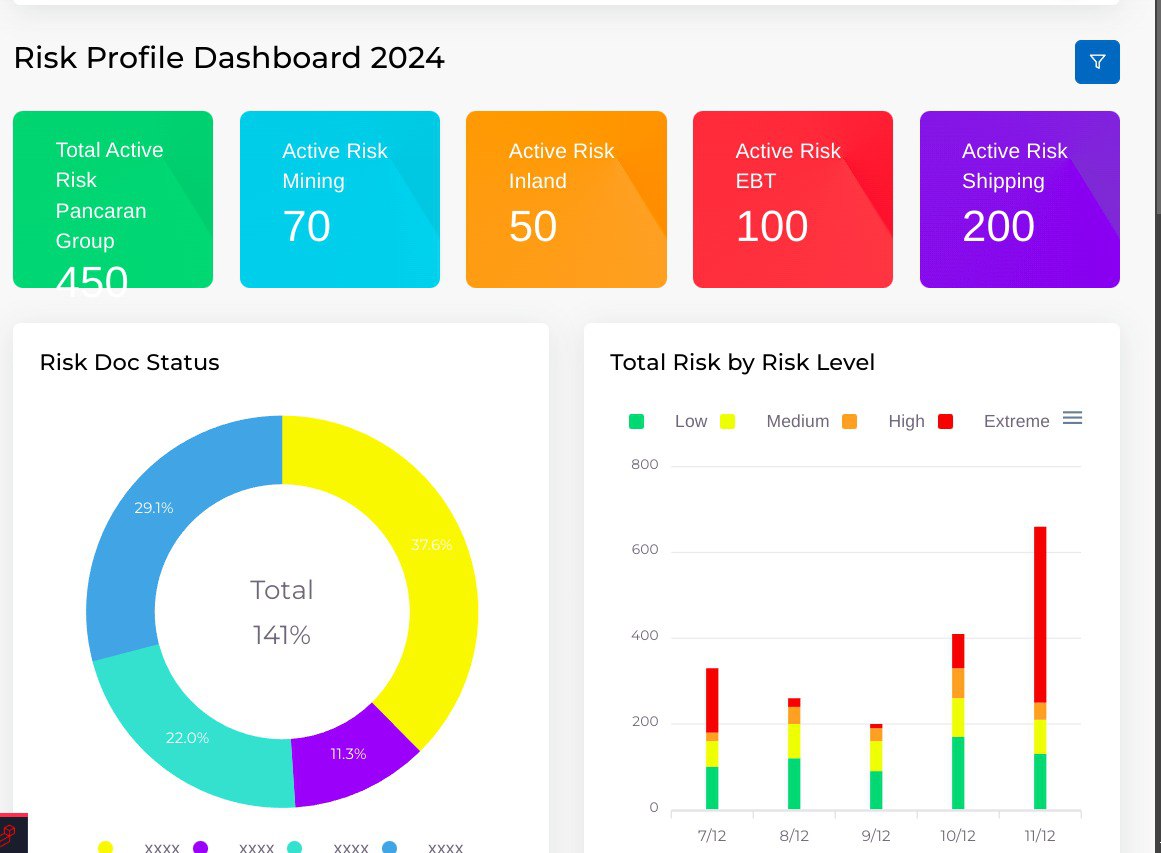 Risk Profile Dashboard 2024
Total Active
Risk
Pancaran
Group
450
Active Risk
Mining
70
Active Risk
Inland
50
Active Risk
EBT
100
Active Risk
Shipping
200
Risk Doc Status
29.1%
37.6%
Total
141%
22.0%
11.3%
xxxx xxxx xxxx xxxx
Total Risk by Risk Level
Low Medium High Extreme
800
600
400
200
0
7/12 8/12 9/12 10/12 11/12